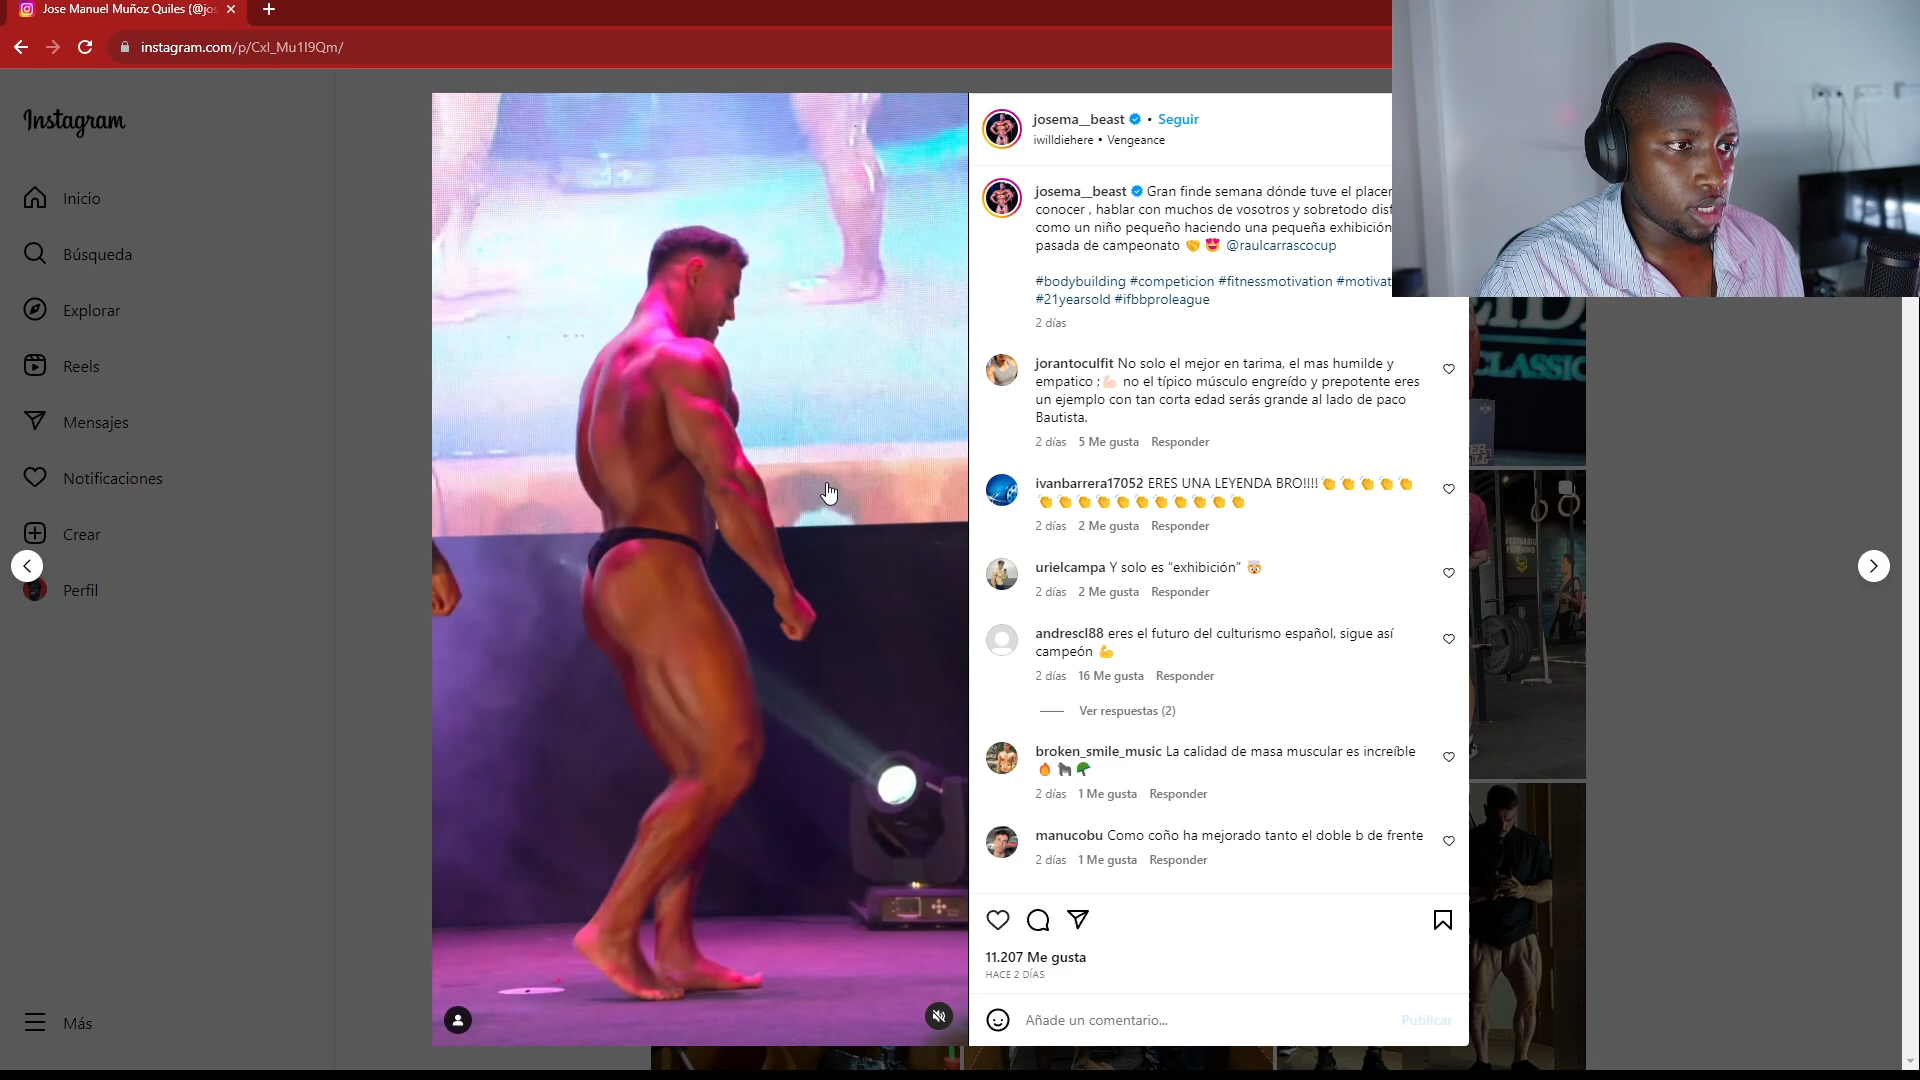 Jose Manuel Muñoz Quiles (@jos
instagram.com/p/Cxl_Mu1I9Qm/
Instagram
Inicio
Búsqueda
Explorar
Reels
Mensajes
Notificaciones
Crear
Perfil
Más
josema__beast • Seguir
iwilldiehere • Vengeance
josema__beast Gran finde semana dónde tuve el placer
conocer , hablar con muchos de vosotros y sobretodo disf
como un niño pequeño haciendo una pequeña exhibición
pasada de campeonato 🤝 😍 @raulcarrascocup
#bodybuilding #competicion #fitnessmotivation #motivat
#21yearsold #ifbbproleague
2 días
jorantoculfit No solo el mejor en tarima, el mas humilde y
empatico ;💪🏻 no el típico músculo engreído y prepotente eres
un ejemplo con tan corta edad serás grande al lado de paco
Bautista.
2 días 5 Me gusta Responder
ivanbarrera17052 ERES UNA LEYENDA BRO!!!!👏👏👏👏👏
👏👏👏👏👏👏👏👏👏👏👏
2 días 2 Me gusta Responder
urielcampa Y solo es “exhibición” 🤯
2 días 2 Me gusta Responder
andrescl88 eres el futuro del culturismo español, sigue así
campeón 💪
2 días 16 Me gusta Responder
Ver respuestas (2)
broken_smile_music La calidad de masa muscular es increíble
🔥🦍🪖
2 días 1 Me gusta Responder
manucobu Como coño ha mejorado tanto el doble b de frente
2 días 1 Me gusta Responder
11.207 Me gusta
HACE 2 DÍAS
Añade un comentario...
Publicar
CLASSIC
VESTUARIO
FEMENINO